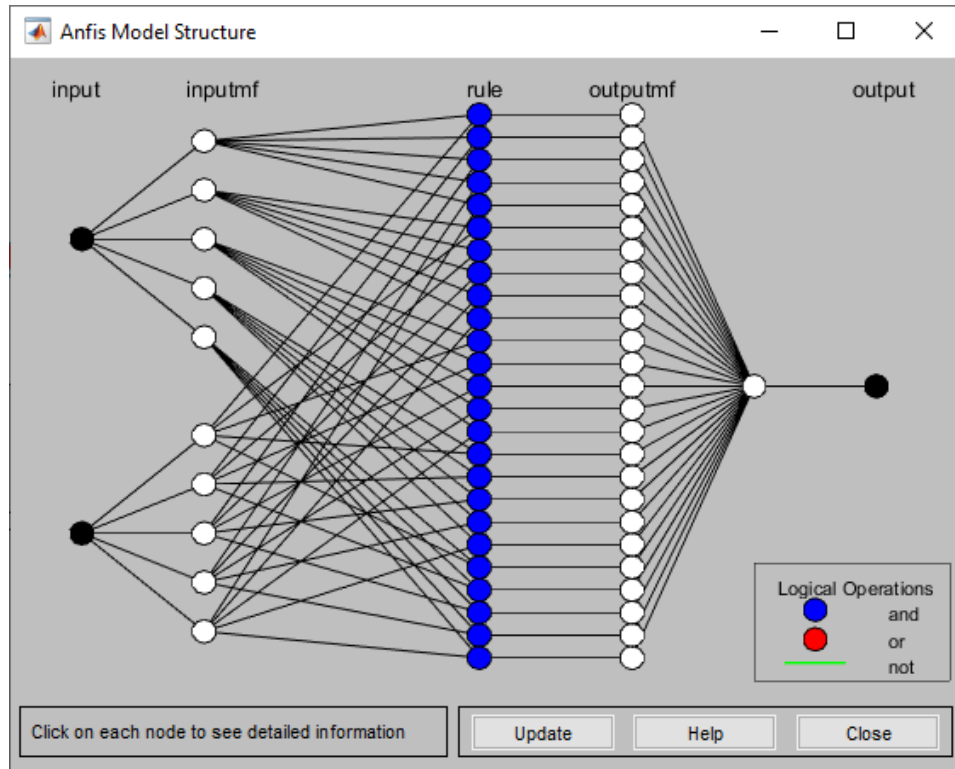 Anfis Model Structure
input inputmf rule outputmf output
Logical Operations
and
or
not
Click on each node to see detailed information
Update Help Close